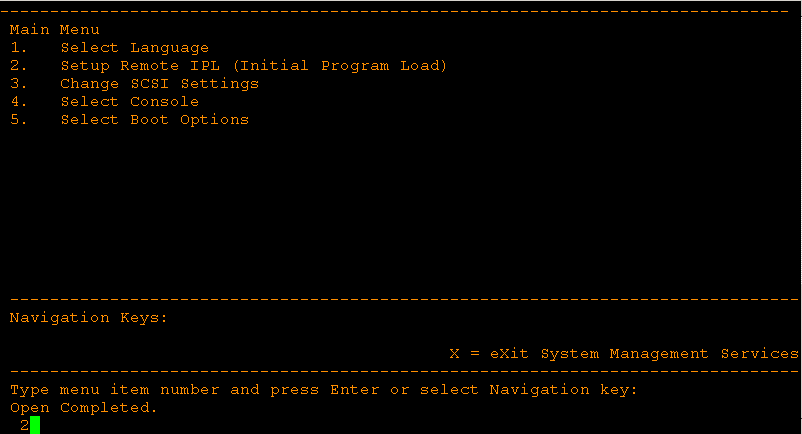 Main Menu
1. Select Language
2. Setup Remote IPL (Initial Program Load)
3. Change SCSI Settings
4. Select Console
5. Select Boot Options
Navigation Keys:
X = eXit System Management Services
Type menu item number and press Enter or select Navigation key:
Open Completed.
2